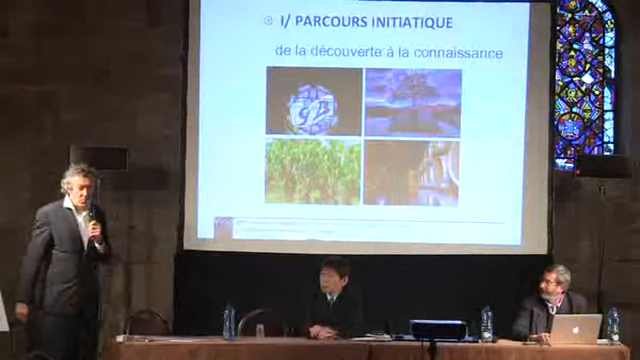 I/ PARCOURS INITIATIQUE
de la découverte à la connaissance